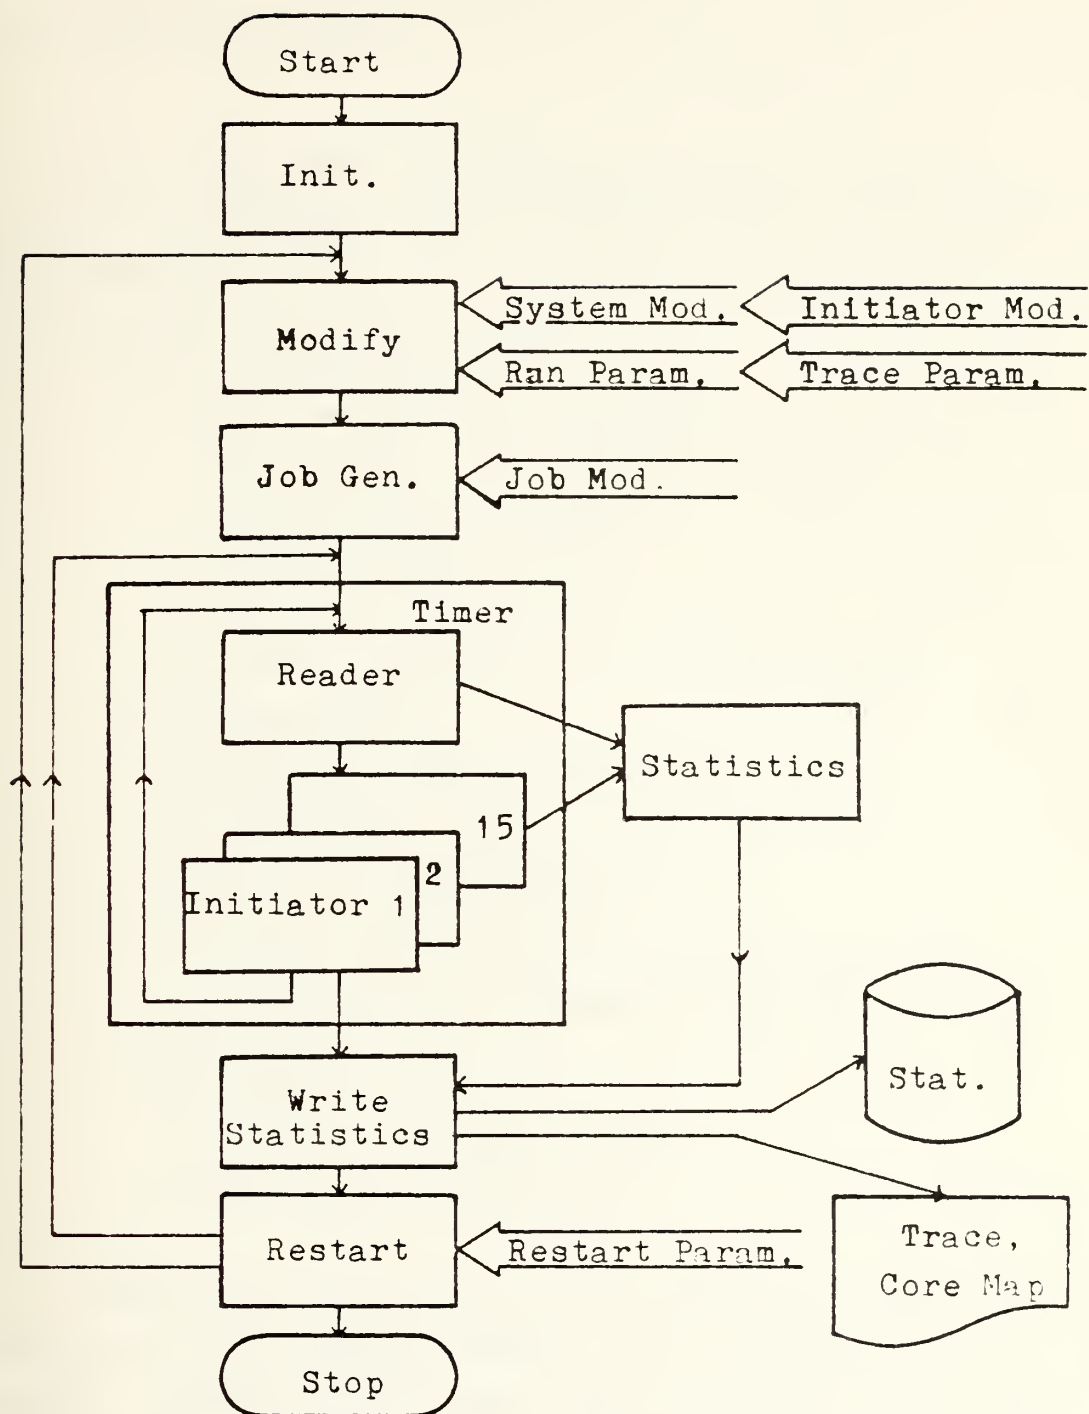 Start
Init.
System Mod.
Initiator Mod.
Modify
Run Param.
Trace Param.
Job Gen.
Job Mod.
Timer
Reader
Statistics
15
2
Initiator 1
Stat.
Write
Statistics
Restart
Restart Param.
Trace,
Core Map
Stop